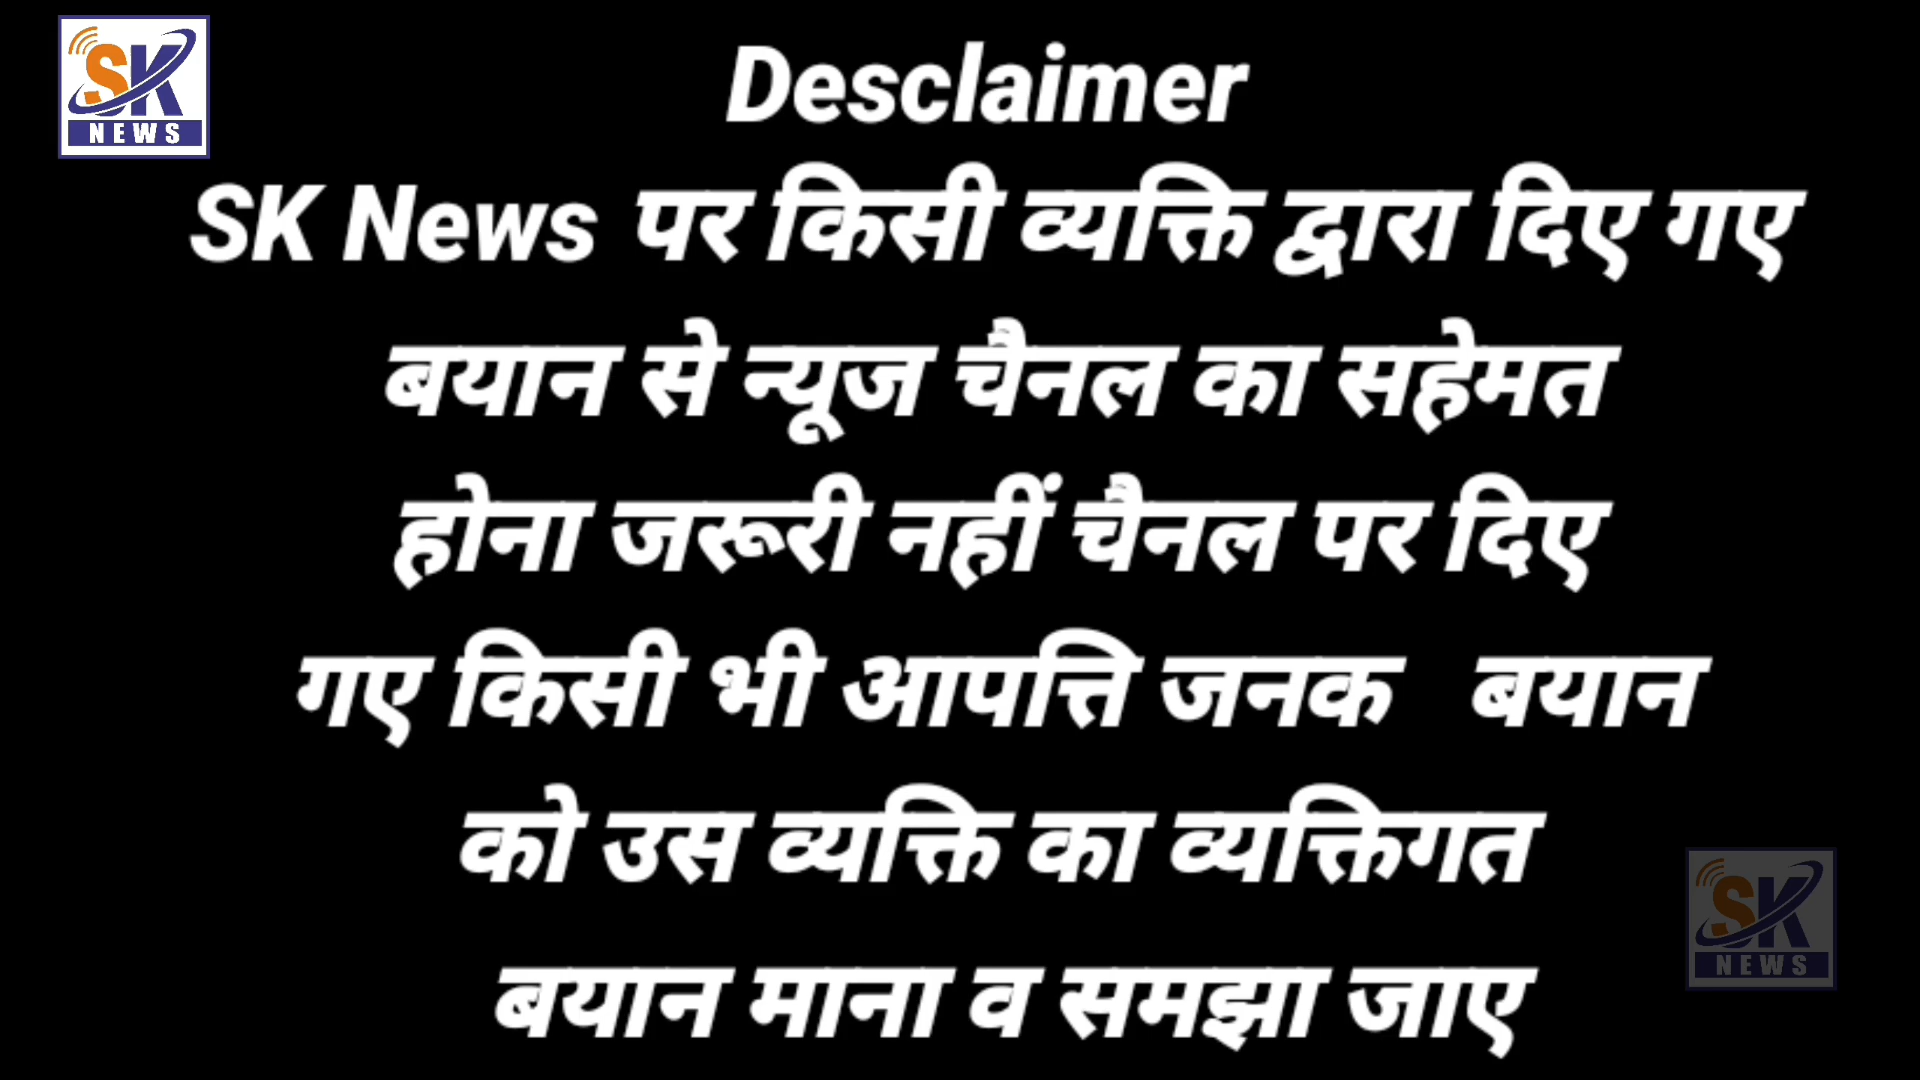 SK
NEWS
Desclaimer
SK News पर किसी व्यक्ति द्वारा दिए गए
बयान से न्यूज चैनल का सहेमत
होना जरूरी नहीं चैनल पर दिए
गए किसी भी आपत्ति जनक बयान
को उस व्यक्ति का व्यक्तिगत
बयान माना व समझा जाए
SK
NEWS